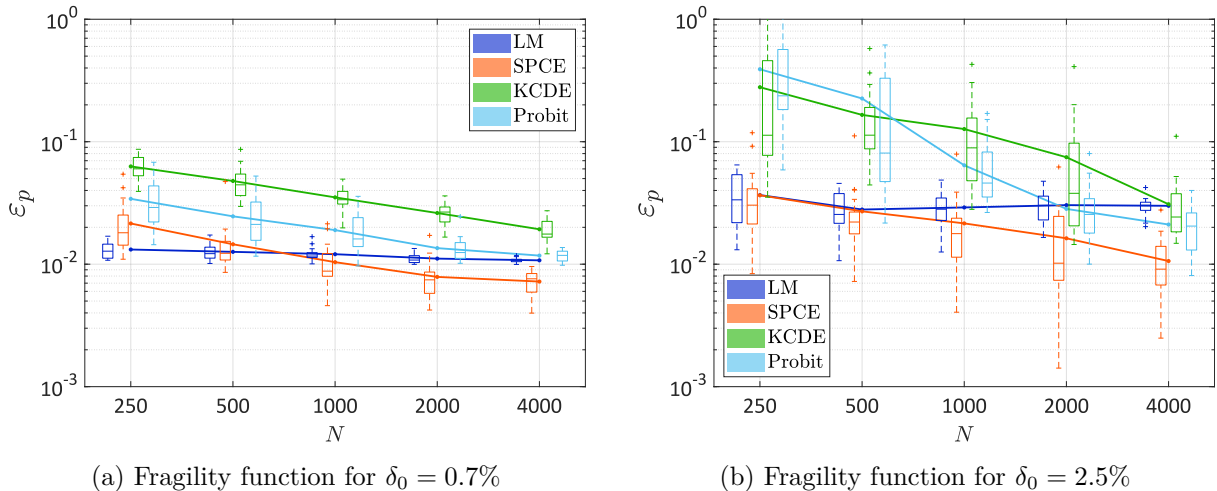 10^0
10^-1
10^-2
10^-3
ε_p
250 500 1000 2000 4000
N
LM
SPCE
KCDE
Probit
(a) Fragility function for δ_0 = 0.7%
10^0
10^-1
10^-2
10^-3
ε_p
250 500 1000 2000 4000
N
LM
SPCE
KCDE
Probit
(b) Fragility function for δ_0 = 2.5%